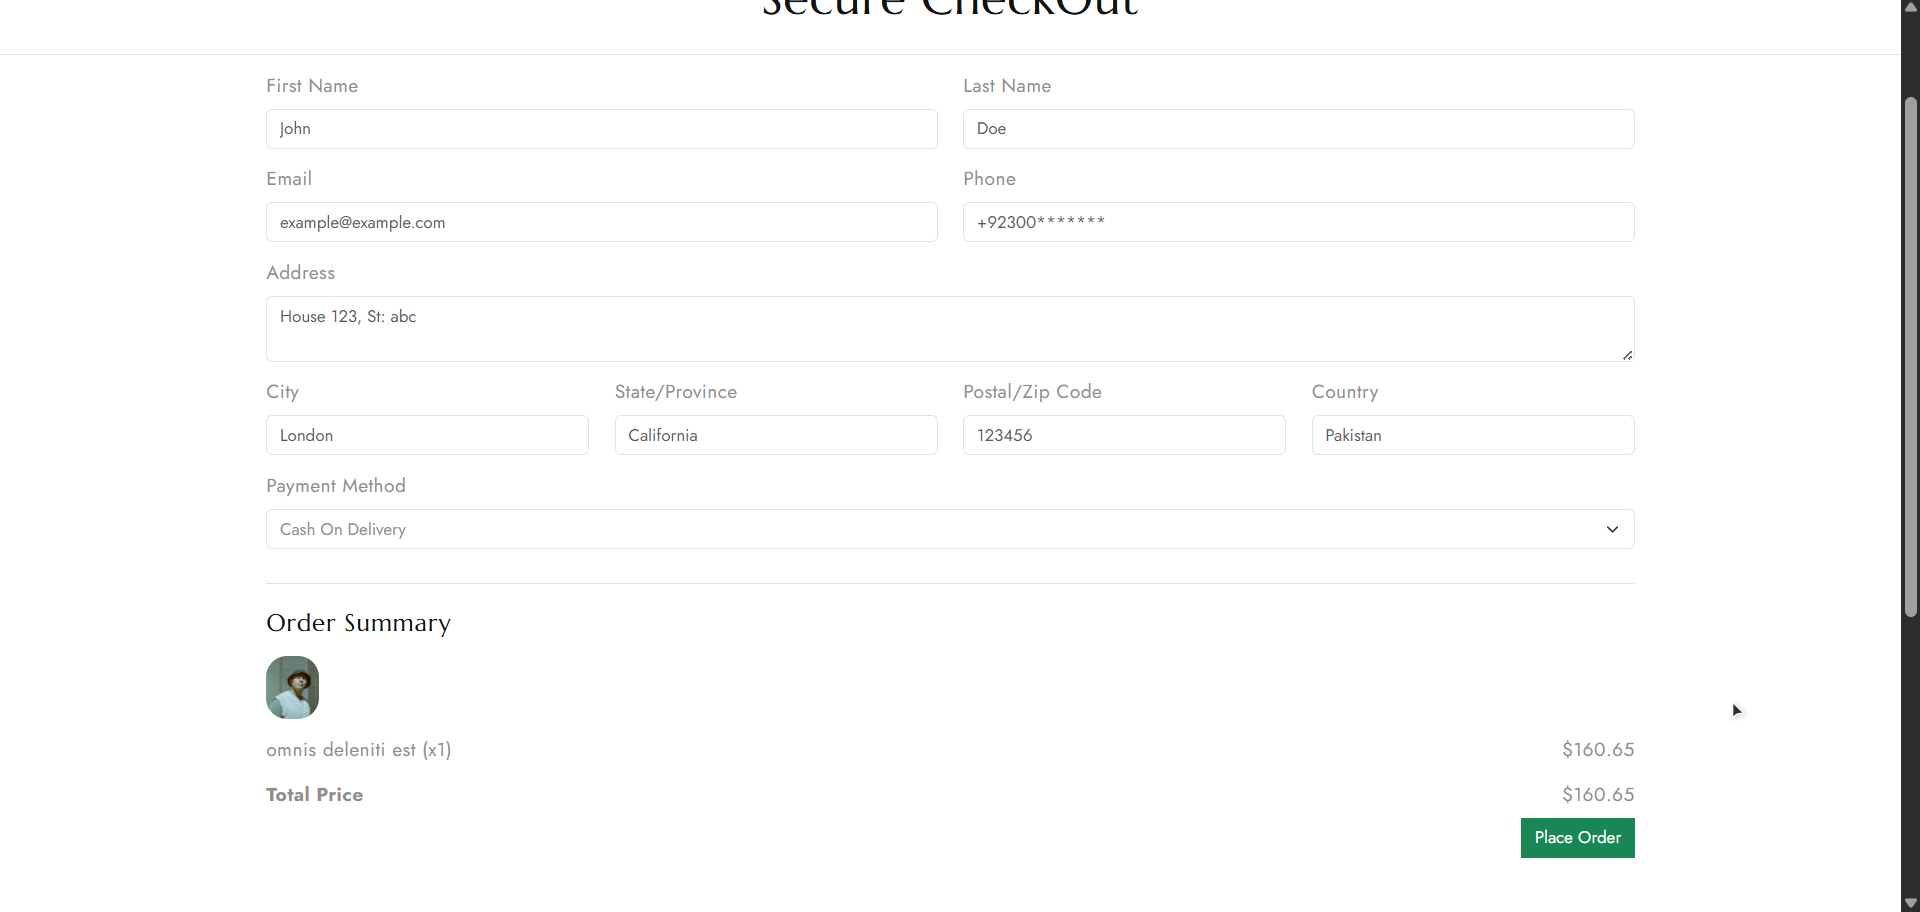 Secure CheckOut
First Name
Last Name
John
Doe
Email
Phone
example@example.com
+92300*******
Address
House 123, St: abc
City
State/Province
Postal/Zip Code
Country
London
California
123456
Pakistan
Payment Method
Cash On Delivery
Order Summary
omnis deleniti est (x1)
$160.65
Total Price
$160.65
Place Order